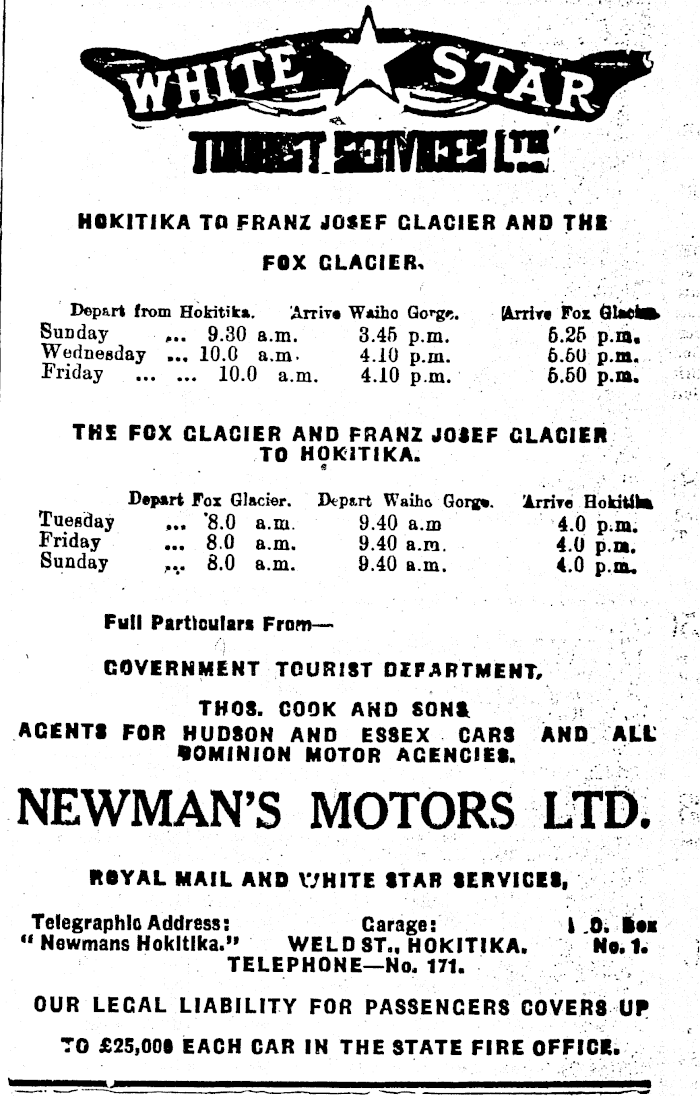 WHITE STAR
TOURIST SERVICES LTD
HOKITIKA TO FRANZ JOSEF GLACIER AND THE
FOX GLACIER.
Depart from Hokitika. Arrive Waiho Gorge. Arrive Fox Glacier.
Sunday ... 9.30 a.m. 3.45 p.m. 5.25 p.m.
Wednesday ... 10.0 a.m. 4.10 p.m. 5.50 p.m.
Friday ... ... 10.0 a.m. 4.10 p.m. 5.50 p.m.
THE FOX GLACIER AND FRANZ JOSEF GLACIER
TO HOKITIKA.
Depart Fox Glacier. Depart Waiho Gorge. Arrive Hokitika
Tuesday ... 8.0 a.m. 9.40 a.m 4.0 p.m.
Friday ... 8.0 a.m. 9.40 a.m. 4.0 p.m.
Sunday ... 8.0 a.m. 9.40 a.m. 4.0 p.m.
Full Particulars From—
GOVERNMENT TOURIST DEPARTMENT,
THOS. COOK AND SONS
AGENTS FOR HUDSON AND ESSEX CARS AND ALL
DOMINION MOTOR AGENCIES.
NEWMAN'S MOTORS LTD.
ROYAL MAIL AND WHITE STAR SERVICES,
Telegraphic Address: Garage: P.O. Box
"Newmans Hokitika." WELD ST., HOKITIKA. No. 1.
TELEPHONE—No. 171.
OUR LEGAL LIABILITY FOR PASSENGERS COVERS UP
TO £25,000 EACH CAR IN THE STATE FIRE OFFICE.